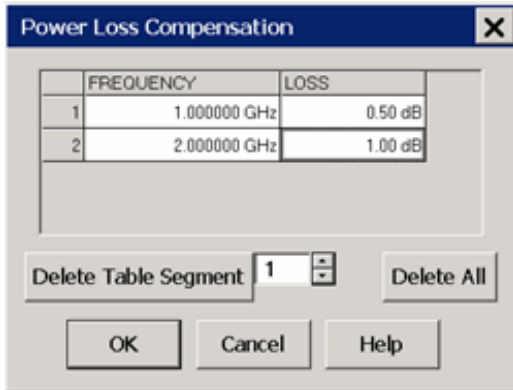 Power Loss Compensation
FREQUENCY LOSS
1 1.000000 GHz 0.50 dB
2 2.000000 GHz 1.00 dB
Delete Table Segment 1 Delete All
OK Cancel Help